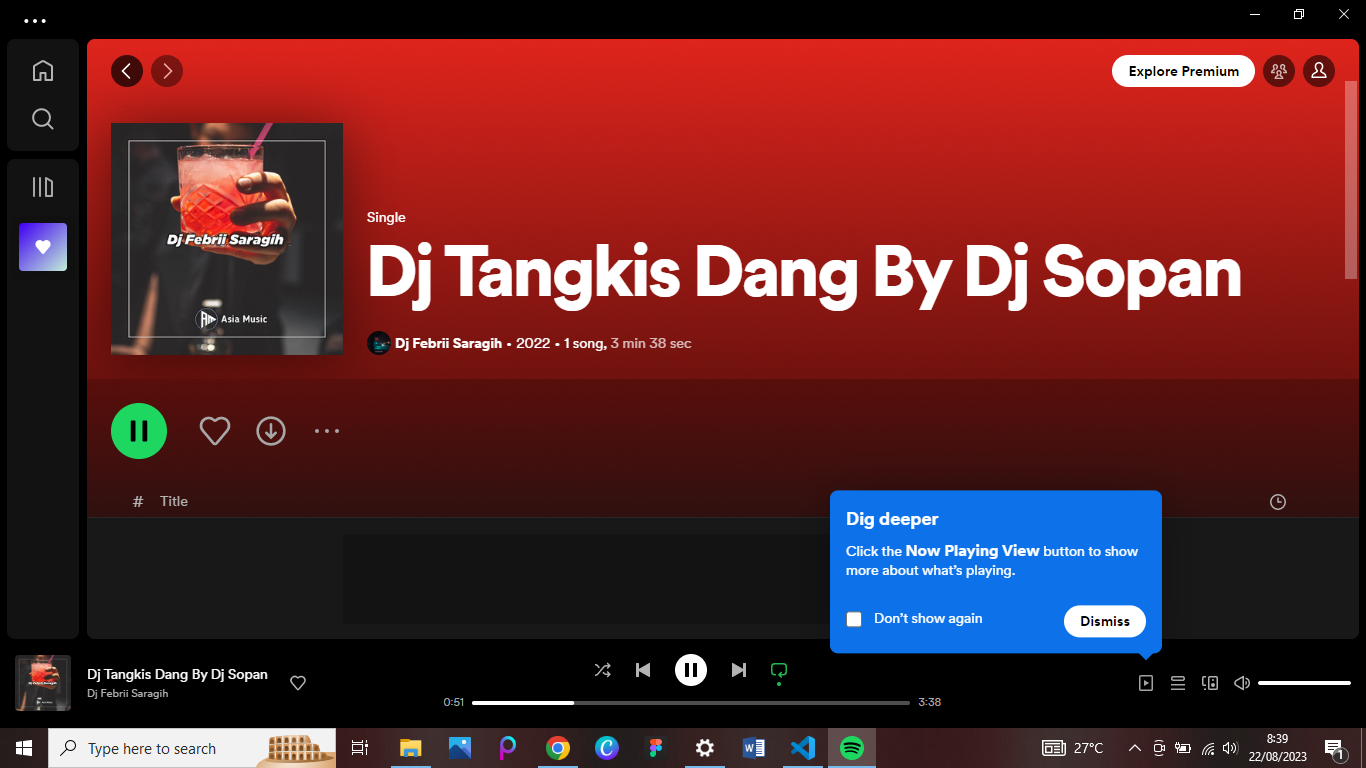 Explore Premium
Dj Febrii Saragih
Asia Music
Single
Dj Tangkis Dang By Dj Sopan
Dj Febrii Saragih • 2022 • 1 song, 3 min 38 sec
# Title
Dig deeper
Click the Now Playing View button to show
more about what's playing.
Don't show again
Dismiss
Dj Tangkis Dang By Dj Sopan
Dj Febrii Saragih
0:51
3:38
Type here to search
27°C
8:39
22/08/2023
1